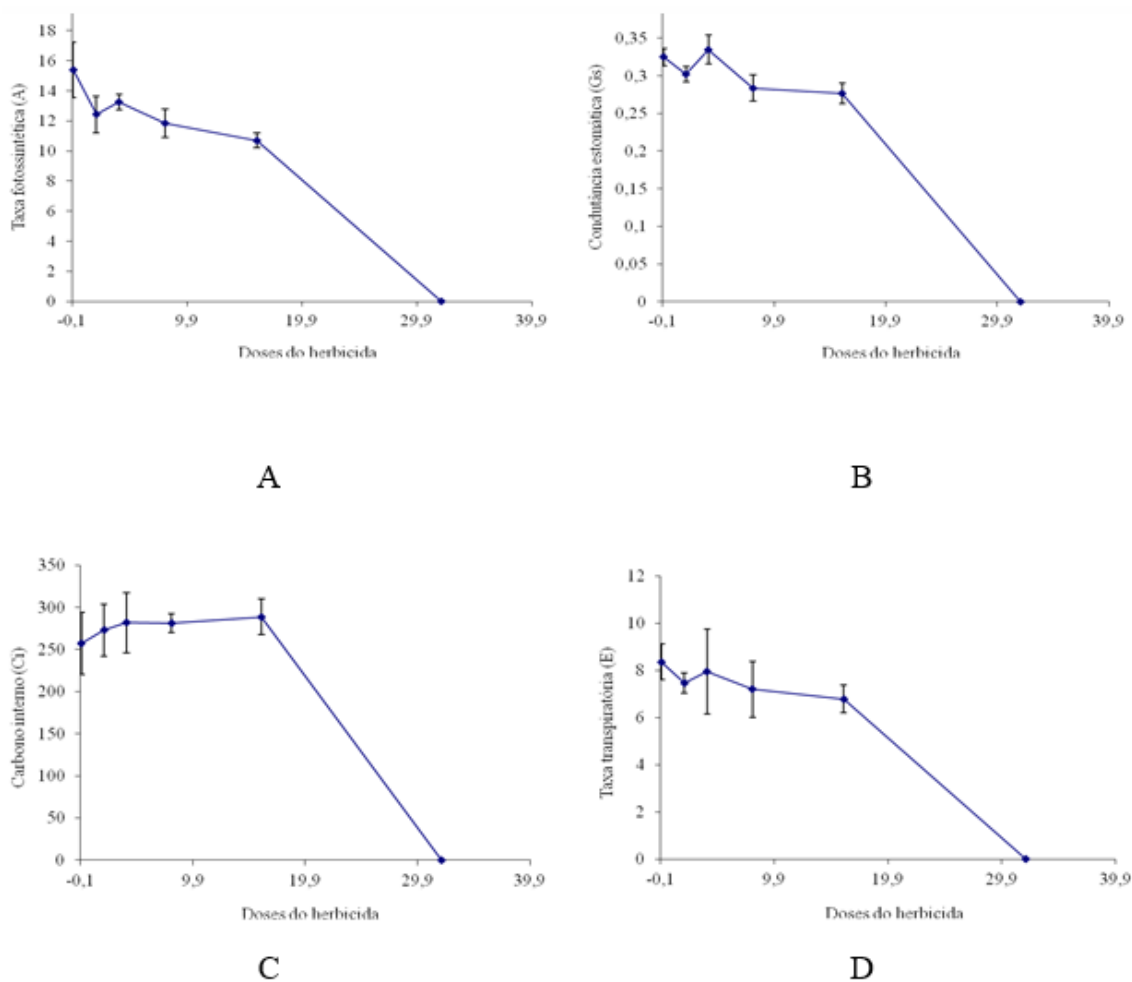 Taxa fotossintética (A)
18
16
14
12
10
8
6
4
2
0
-0,1 9,9 19,9 29,9 39,9
Doses do herbicida
A
Condutância estomática (Gs)
0,35
0,3
0,25
0,2
0,15
0,1
0,05
0
-0,1 9,9 19,9 29,9 39,9
Doses do herbicida
B
Carbono interno (Ci)
350
300
250
200
150
100
50
0
-0,1 9,9 19,9 29,9 39,9
Doses do herbicida
C
Taxa transpiratória (E)
12
10
8
6
4
2
0
-0,1 9,9 19,9 29,9 39,9
Doses do herbicida
D